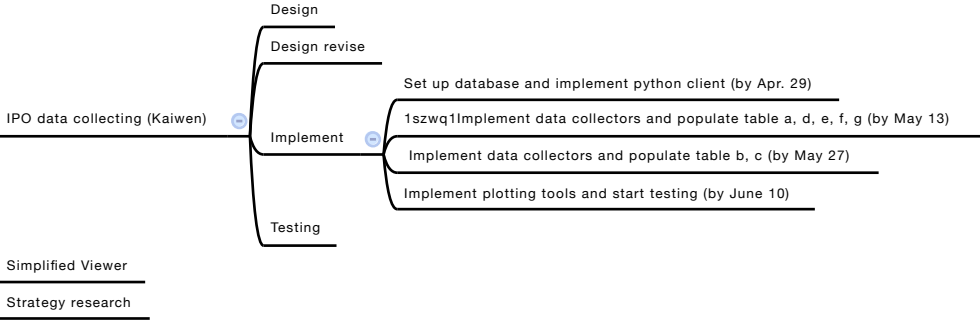 Design
Design revise
Set up database and implement python client (by Apr. 29)
IPO data collecting (Kaiwen)
1szwq1Implement data collectors and populate table a, d, e, f, g (by May 13)
Implement
Implement data collectors and populate table b, c (by May 27)
Implement plotting tools and start testing (by June 10)
Testing
Simplified Viewer
Strategy research